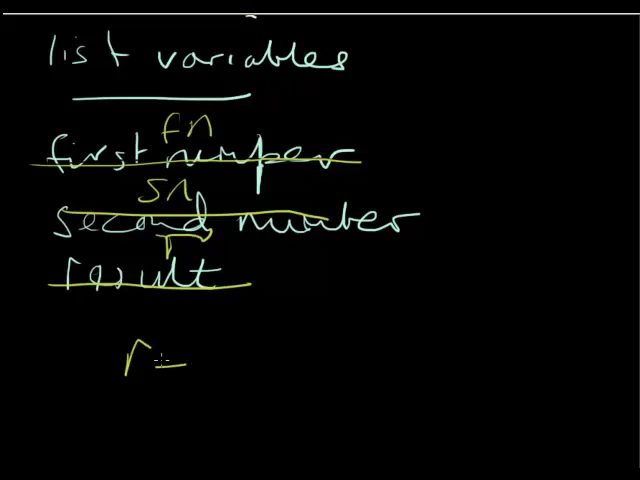 list variables
fn
first number
sn
second number
r
result
r =